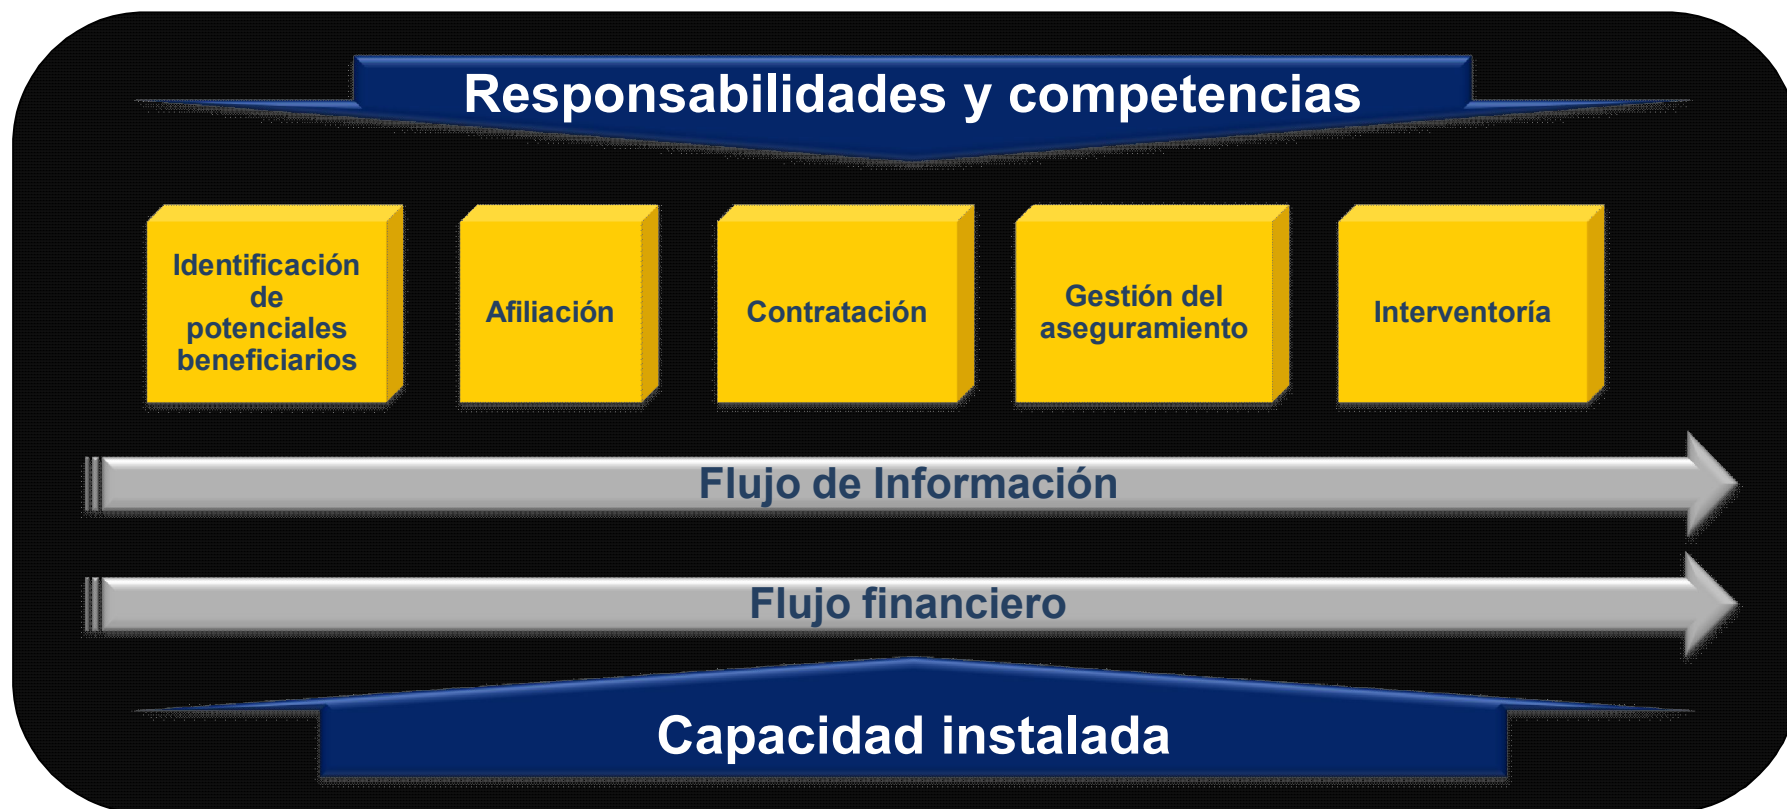 Responsabilidades y competencias
Identificación
de
potenciales
beneficiarios
Afiliación
Contratación
Gestión del
aseguramiento
Interventoría
Flujo de Información
Flujo financiero
Capacidad instalada